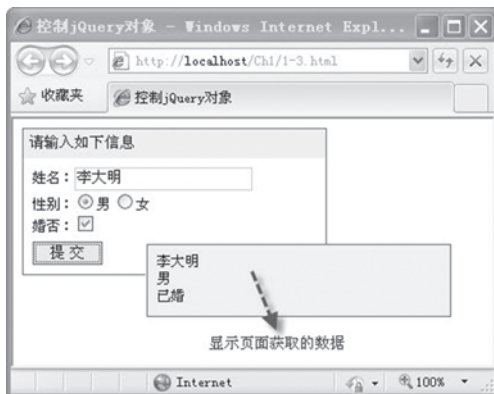 控制jQuery对象 - Windows Internet Expl...
http://localhost/Ch1/1-3.html
收藏夹
控制jQuery对象
请输入如下信息
姓名：李大明
性别：男 女
婚否：
提 交
李大明
男
已婚
显示页面获取的数据
Internet
100%